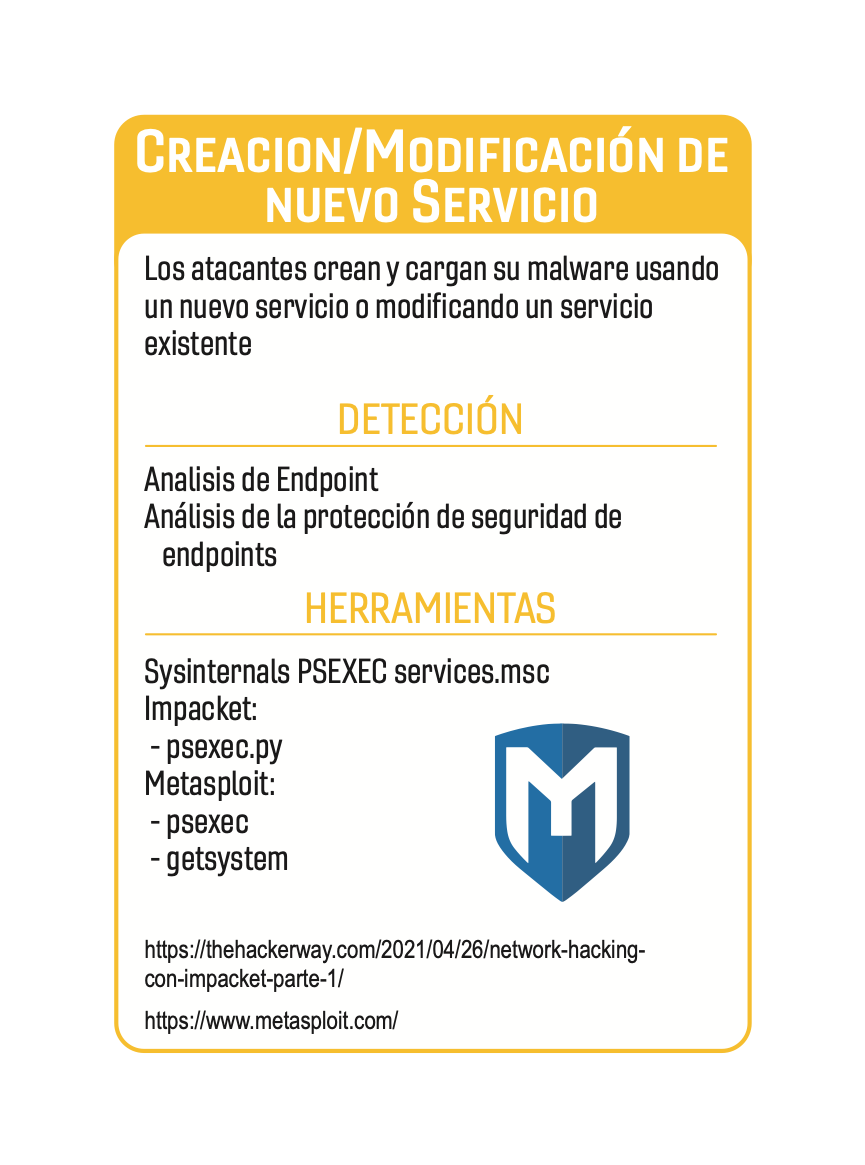 CREACION/MODIFICACIÓN DE
NUEVO SERVICIO
Los atacantes crean y cargan su malware usando
un nuevo servicio o modificando un servicio
existente
DETECCIÓN
Analisis de Endpoint
Análisis de la protección de seguridad de
endpoints
HERRAMIENTAS
Sysinternals PSEXEC services.msc
Impacket:
- psexec.py
Metasploit:
- psexec
- getsystem
https://thehackerway.com/2021/04/26/network-hacking-
con-impacket-parte-1/
https://www.metasploit.com/